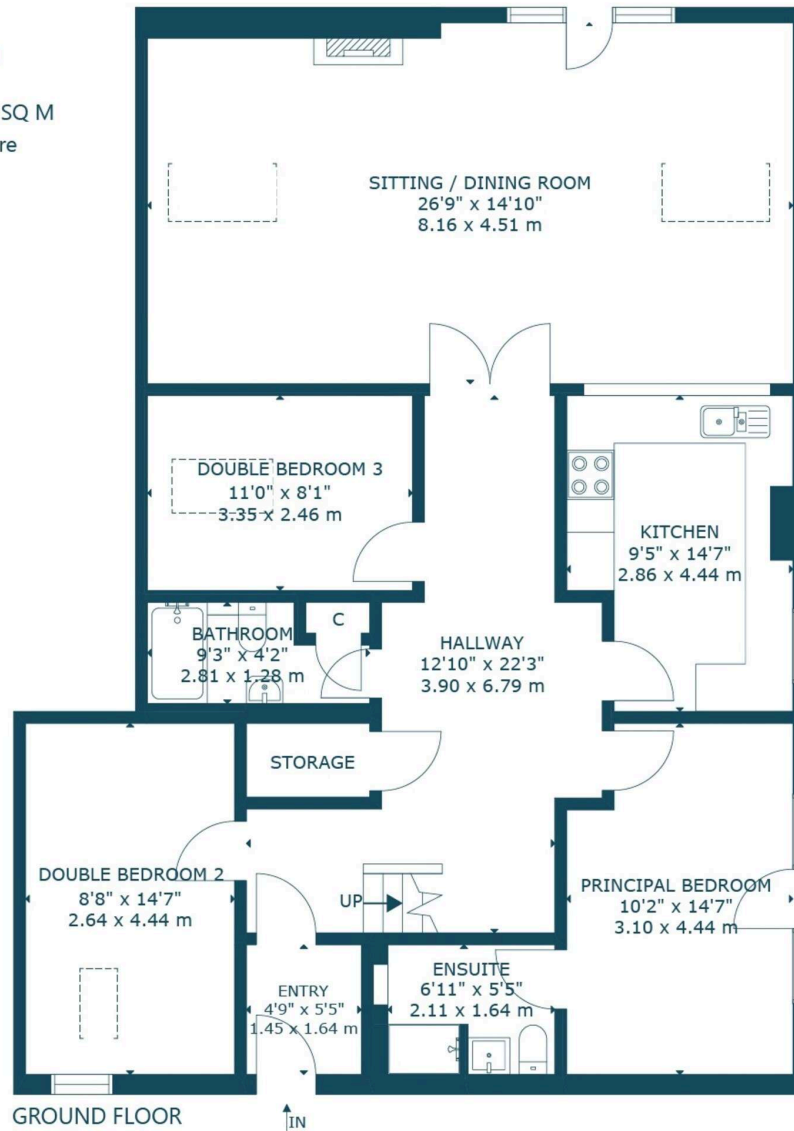 SQ M
re
SITTING / DINING ROOM
26'9" x 14'10"
8.16 x 4.51 m
DOUBLE BEDROOM 3
11'0" x 8'1"
3.35 x 2.46 m
KITCHEN
9'5" x 14'7"
2.86 x 4.44 m
C
BATHROOM
9'3" x 4'2"
2.81 x 1.28 m
HALLWAY
12'10" x 22'3"
3.90 x 6.79 m
STORAGE
DOUBLE BEDROOM 2
8'8" x 14'7"
2.64 x 4.44 m
UP
PRINCIPAL BEDROOM
10'2" x 14'7"
3.10 x 4.44 m
ENTRY
4'9" x 5'5"
1.45 x 1.64 m
ENSUITE
6'11" x 5'5"
2.11 x 1.64 m
GROUND FLOOR
IN